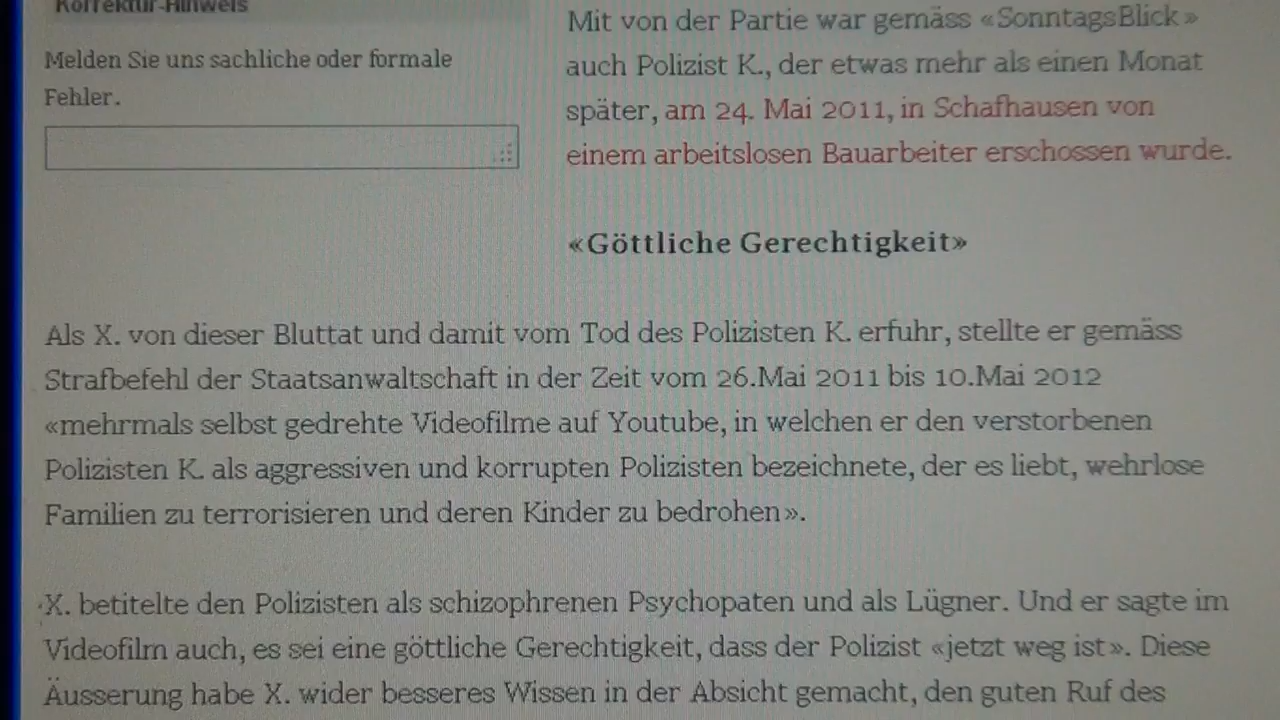 Korrektur-Hinweis
Melden Sie uns sachliche oder formale
Fehler.
Mit von der Partie war gemäss «SonntagsBlick»
auch Polizist K., der etwas mehr als einen Monat
später, am 24. Mai 2011, in Schafhausen von
einem arbeitslosen Bauarbeiter erschossen wurde.
«Göttliche Gerechtigkeit»
Als X. von dieser Bluttat und damit vom Tod des Polizisten K. erfuhr, stellte er gemäss
Strafbefehl der Staatsanwaltschaft in der Zeit vom 26.Mai 2011 bis 10.Mai 2012
«mehrmals selbst gedrehte Videofilme auf Youtube, in welchen er den verstorbenen
Polizisten K. als aggressiven und korrupten Polizisten bezeichnete, der es liebt, wehrlose
Familien zu terrorisieren und deren Kinder zu bedrohen».
X. betitelte den Polizisten als schizophrenen Psychopaten und als Lügner. Und er sagte im
Videofilm auch, es sei eine göttliche Gerechtigkeit, dass der Polizist «jetzt weg ist». Diese
Äusserung habe X. wider besseres Wissen in der Absicht gemacht, den guten Ruf des